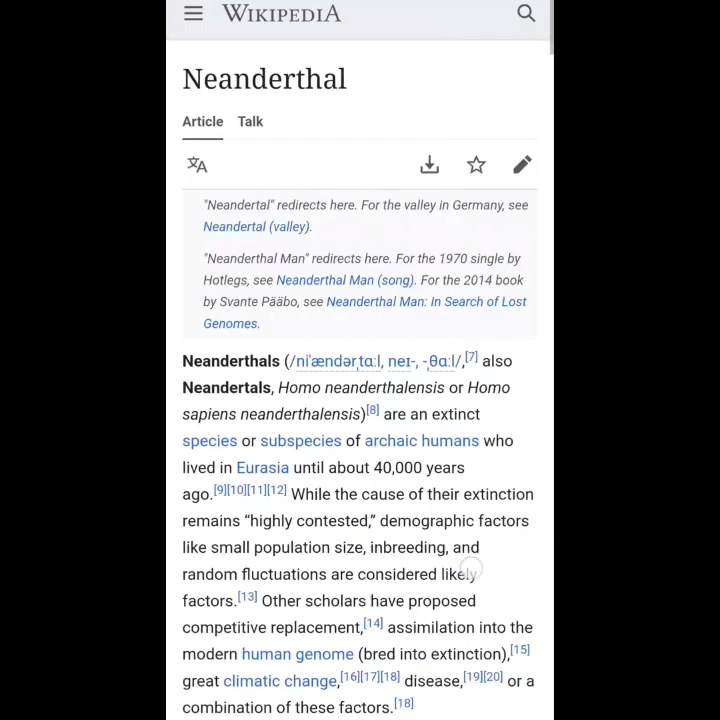 WIKIPEDIA
Neanderthal
Article Talk
"Neandertal" redirects here. For the valley in Germany, see
Neandertal (valley).
"Neanderthal Man" redirects here. For the 1970 single by
Hotlegs, see Neanderthal Man (song). For the 2014 book
by Svante Pääbo, see Neanderthal Man: In Search of Lost
Genomes.
Neanderthals (/niˈændərˌtɑːl, neɪ-, -ˌθɑːl/,[7] also
Neandertals, Homo neanderthalensis or Homo
sapiens neanderthalensis)[8] are an extinct
species or subspecies of archaic humans who
lived in Eurasia until about 40,000 years
ago.[9][10][11][12] While the cause of their extinction
remains “highly contested,” demographic factors
like small population size, inbreeding, and
random fluctuations are considered likely
factors.[13] Other scholars have proposed
competitive replacement,[14] assimilation into the
modern human genome (bred into extinction),[15]
great climatic change,[16][17][18] disease,[19][20] or a
combination of these factors.[18]